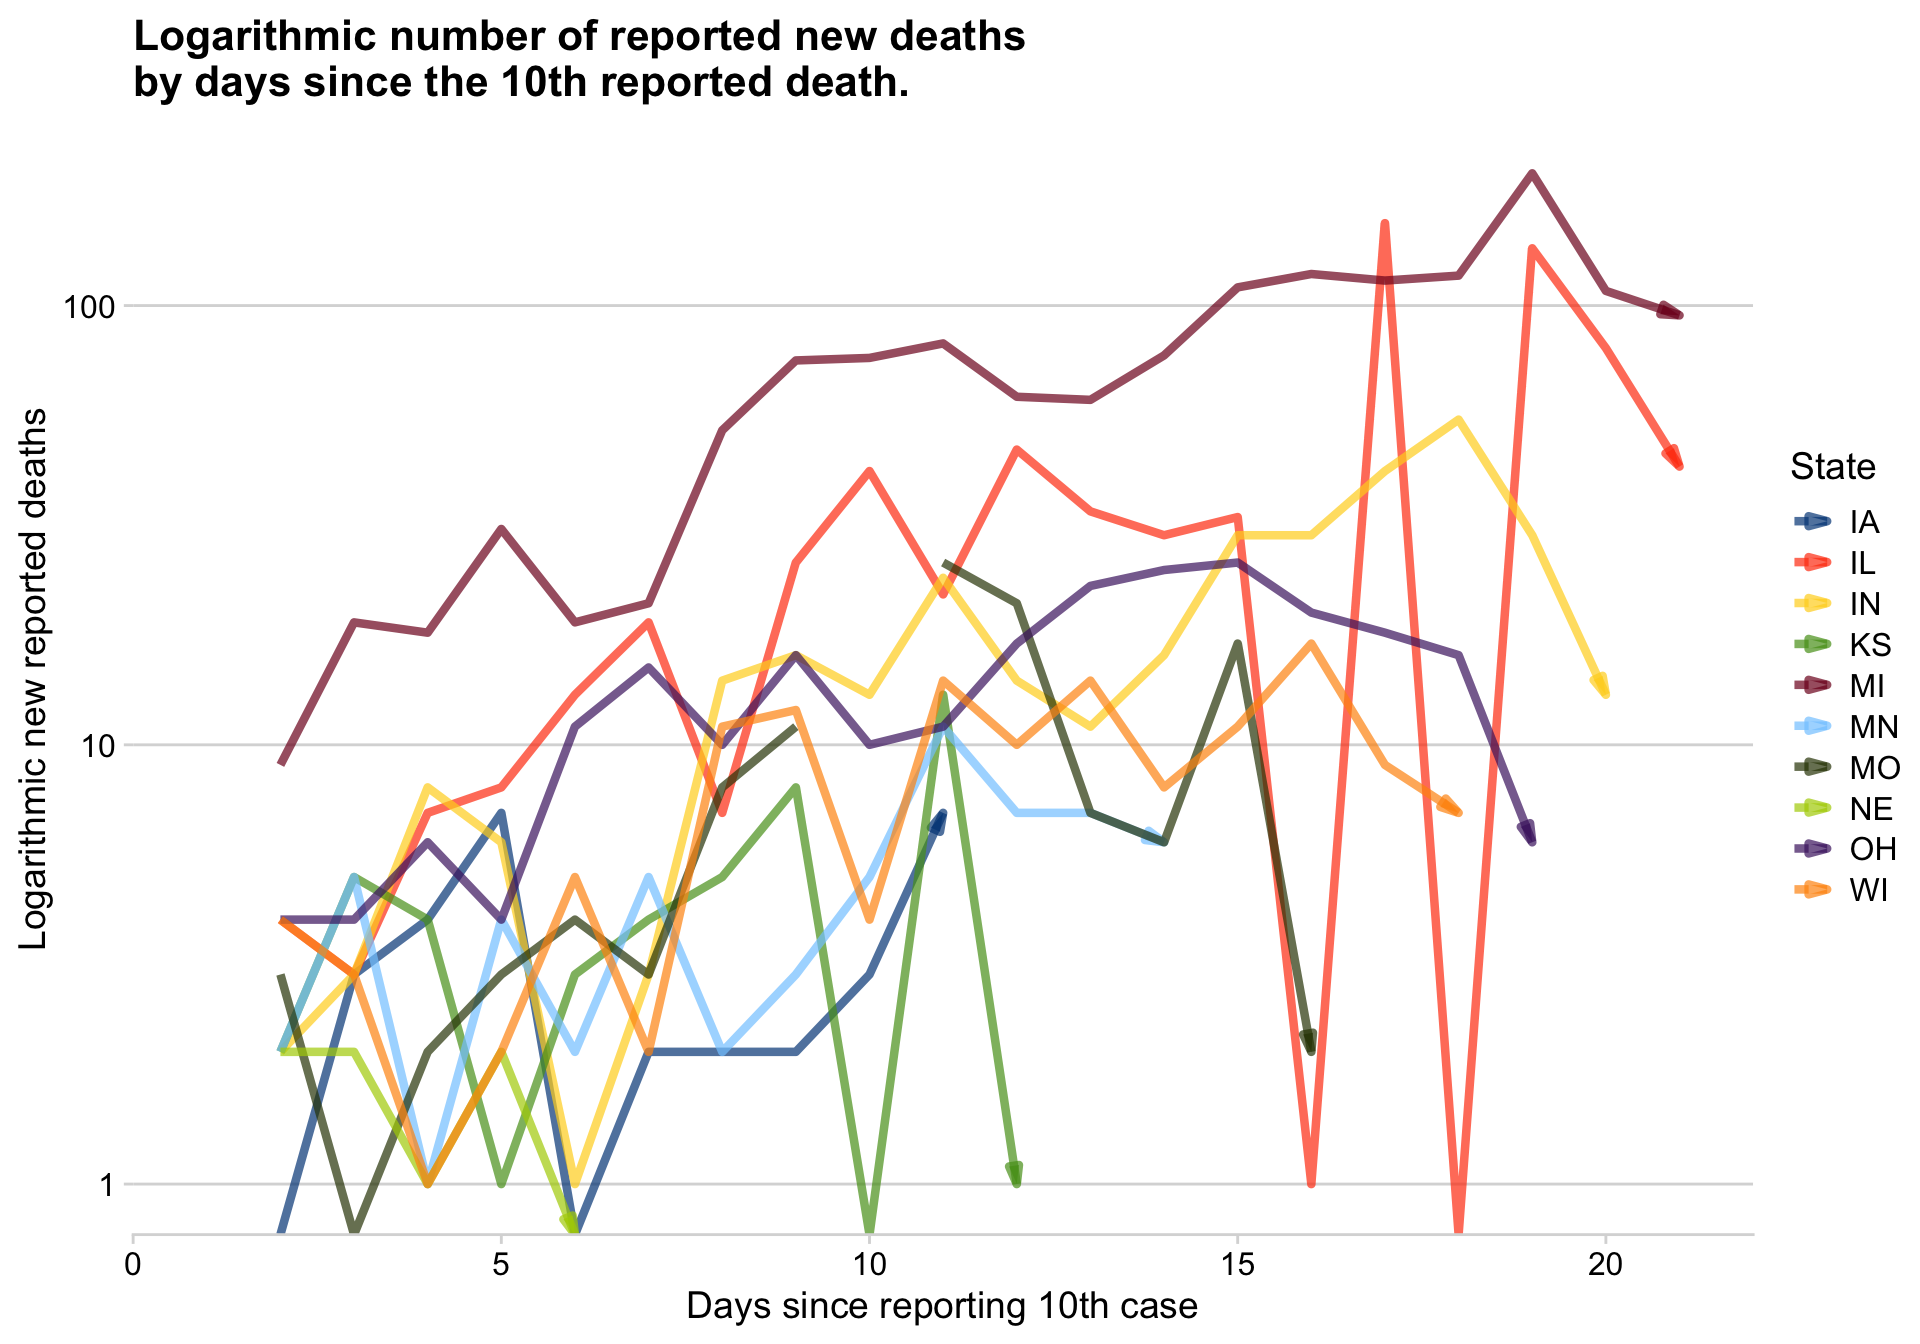 Logarithmic number of reported new deaths
by days since the 10th reported death.
Logarithmic new reported deaths
100
10
1
0
5
10
15
20
Days since reporting 10th case
State
IA
IL
IN
KS
MI
MN
MO
NE
OH
WI